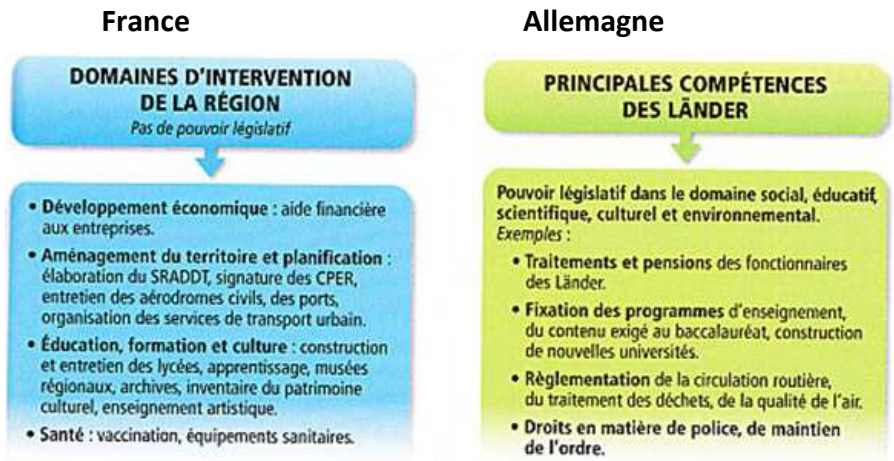 France
Allemagne
DOMAINES D'INTERVENTION
DE LA RÉGION
Pas de pouvoir législatif
• Développement économique : aide financière
aux entreprises.
• Aménagement du territoire et planification :
élaboration du SRADDT, signature des CPER,
entretien des aérodromes civils, des ports,
organisation des services de transport urbain.
• Éducation, formation et culture : construction
et entretien des lycées, apprentissage, musées
régionaux, archives, inventaire du patrimoine
culturel, enseignement artistique.
• Santé : vaccination, équipements sanitaires.
PRINCIPALES COMPÉTENCES
DES LÄNDER
Pouvoir législatif dans le domaine social, éducatif,
scientifique, culturel et environnemental.
Exemples :
• Traitements et pensions des fonctionnaires
des Länder.
• Fixation des programmes d'enseignement,
du contenu exigé au baccalauréat, construction
de nouvelles universités.
• Règlementation de la circulation routière,
du traitement des déchets, de la qualité de l'air.
• Droits en matière de police, de maintien
de l'ordre.